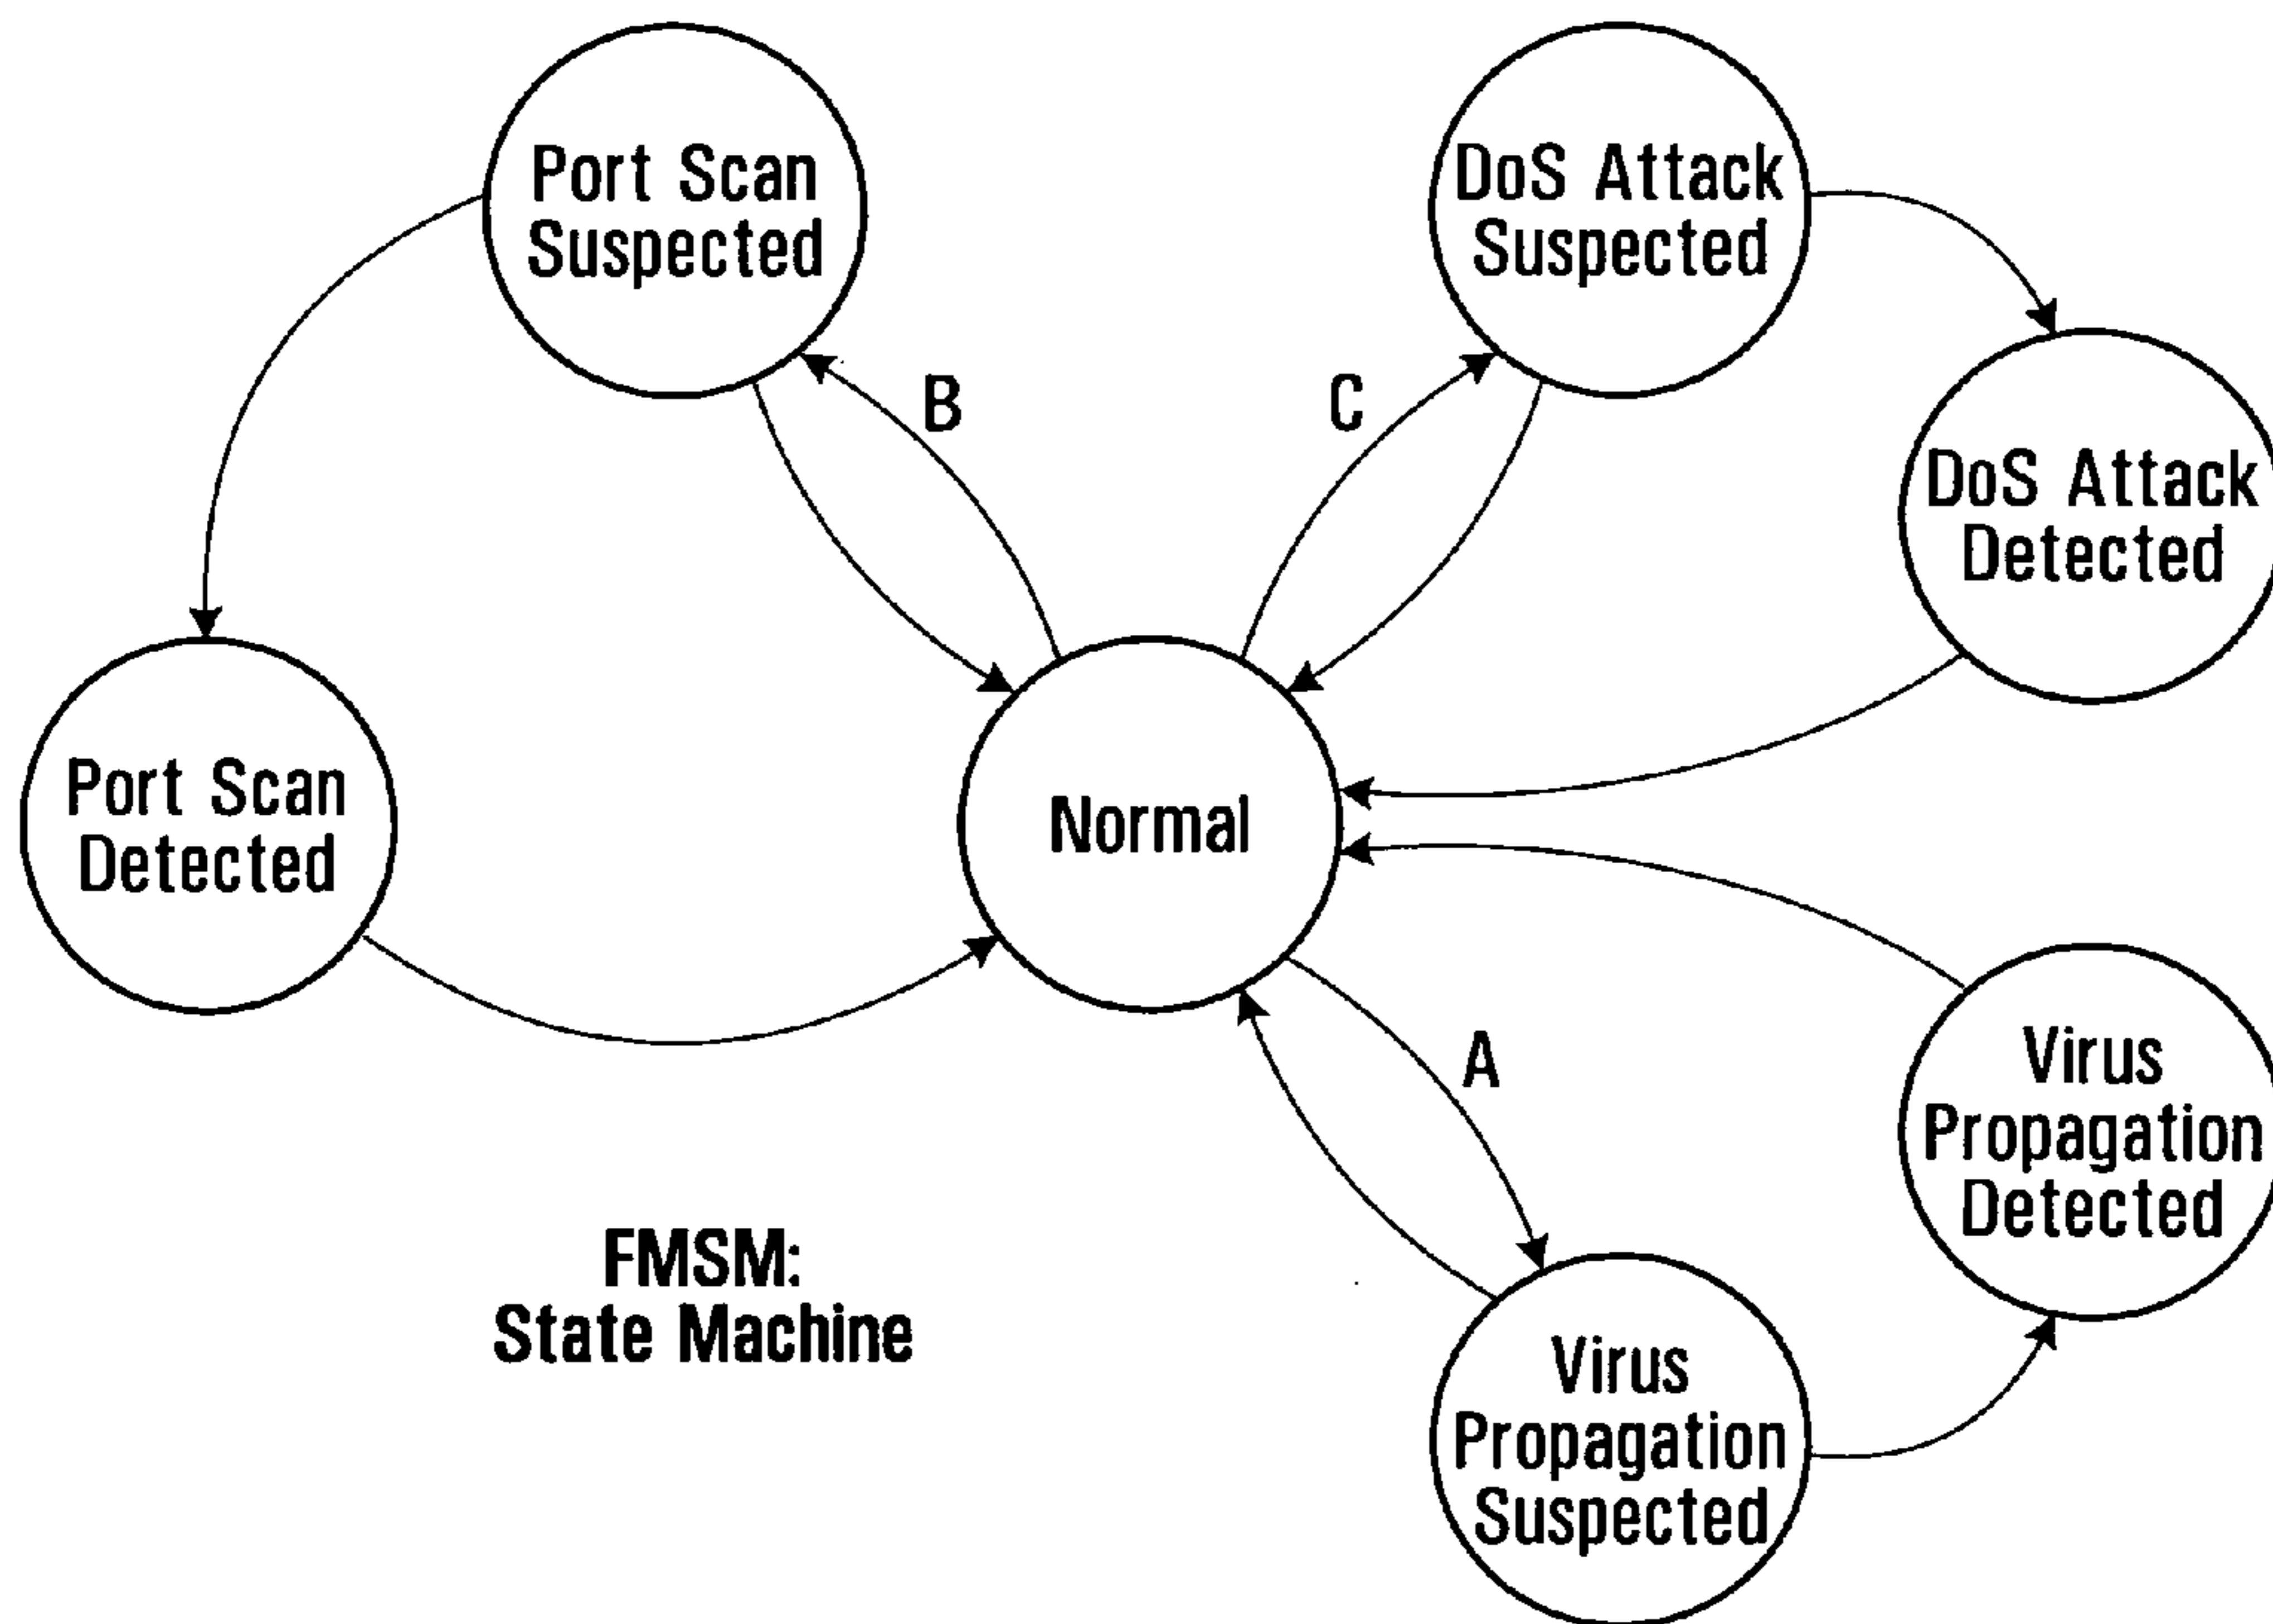 Port Scan
Suspected
DoS Attack
Suspected
B
C
DoS Attack
Detected
Port Scan
Detected
Normal
A
Virus
Propagation
Detected
FMSM:
State Machine
Virus
Propagation
Suspected